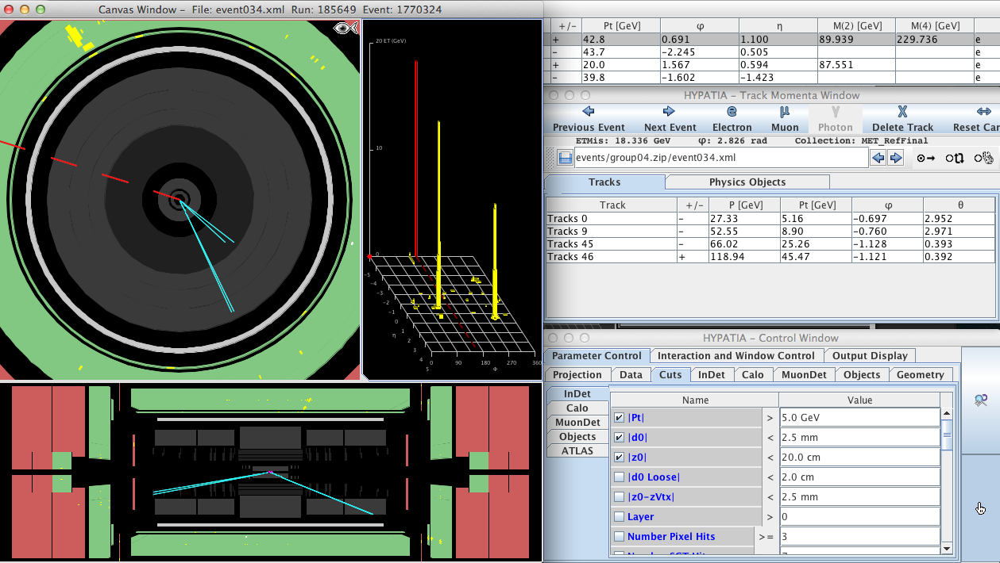 Canvas Window – File: event034.xml Run: 185649 Event: 1770324
20 ET (GeV)
10
0
-5
-4
-3
-2
-1
0
η
1
2
3
4
5
0 90 180 270 360
Φ
+/– Pt [GeV] φ η M(2) [GeV] M(4) [GeV]
+ 42.8 0.691 1.100 89.939 229.736 e
– 43.7 −2.245 0.505 e
+ 20.0 1.567 0.594 87.551 e
– 39.8 −1.602 −1.423 e
HYPATIA – Track Momenta Window
Previous Event Next Event Electron Muon Photon Delete Track Reset Can
ETMis: 18.336 GeV φ: 2.826 rad Collection: MET_RefFinal
events/group04.zip/event034.xml
Tracks Physics Objects
Track +/– P [GeV] Pt [GeV] φ θ
Tracks 0 – 27.33 5.16 −0.697 2.952
Tracks 9 – 52.55 8.90 −0.760 2.971
Tracks 45 – 66.02 25.26 −1.128 0.393
Tracks 46 + 118.94 45.47 −1.121 0.392
HYPATIA – Control Window
Parameter Control Interaction and Window Control Output Display
Projection Data Cuts InDet Calo MuonDet Objects Geometry
InDet
Calo
MuonDet
Objects
ATLAS
Name Value
|Pt| > 5.0 GeV
|d0| < 2.5 mm
|z0| < 20.0 cm
|d0 Loose| < 2.0 cm
|z0-zVtx| < 2.5 mm
Layer > 0
Number Pixel Hits >= 3